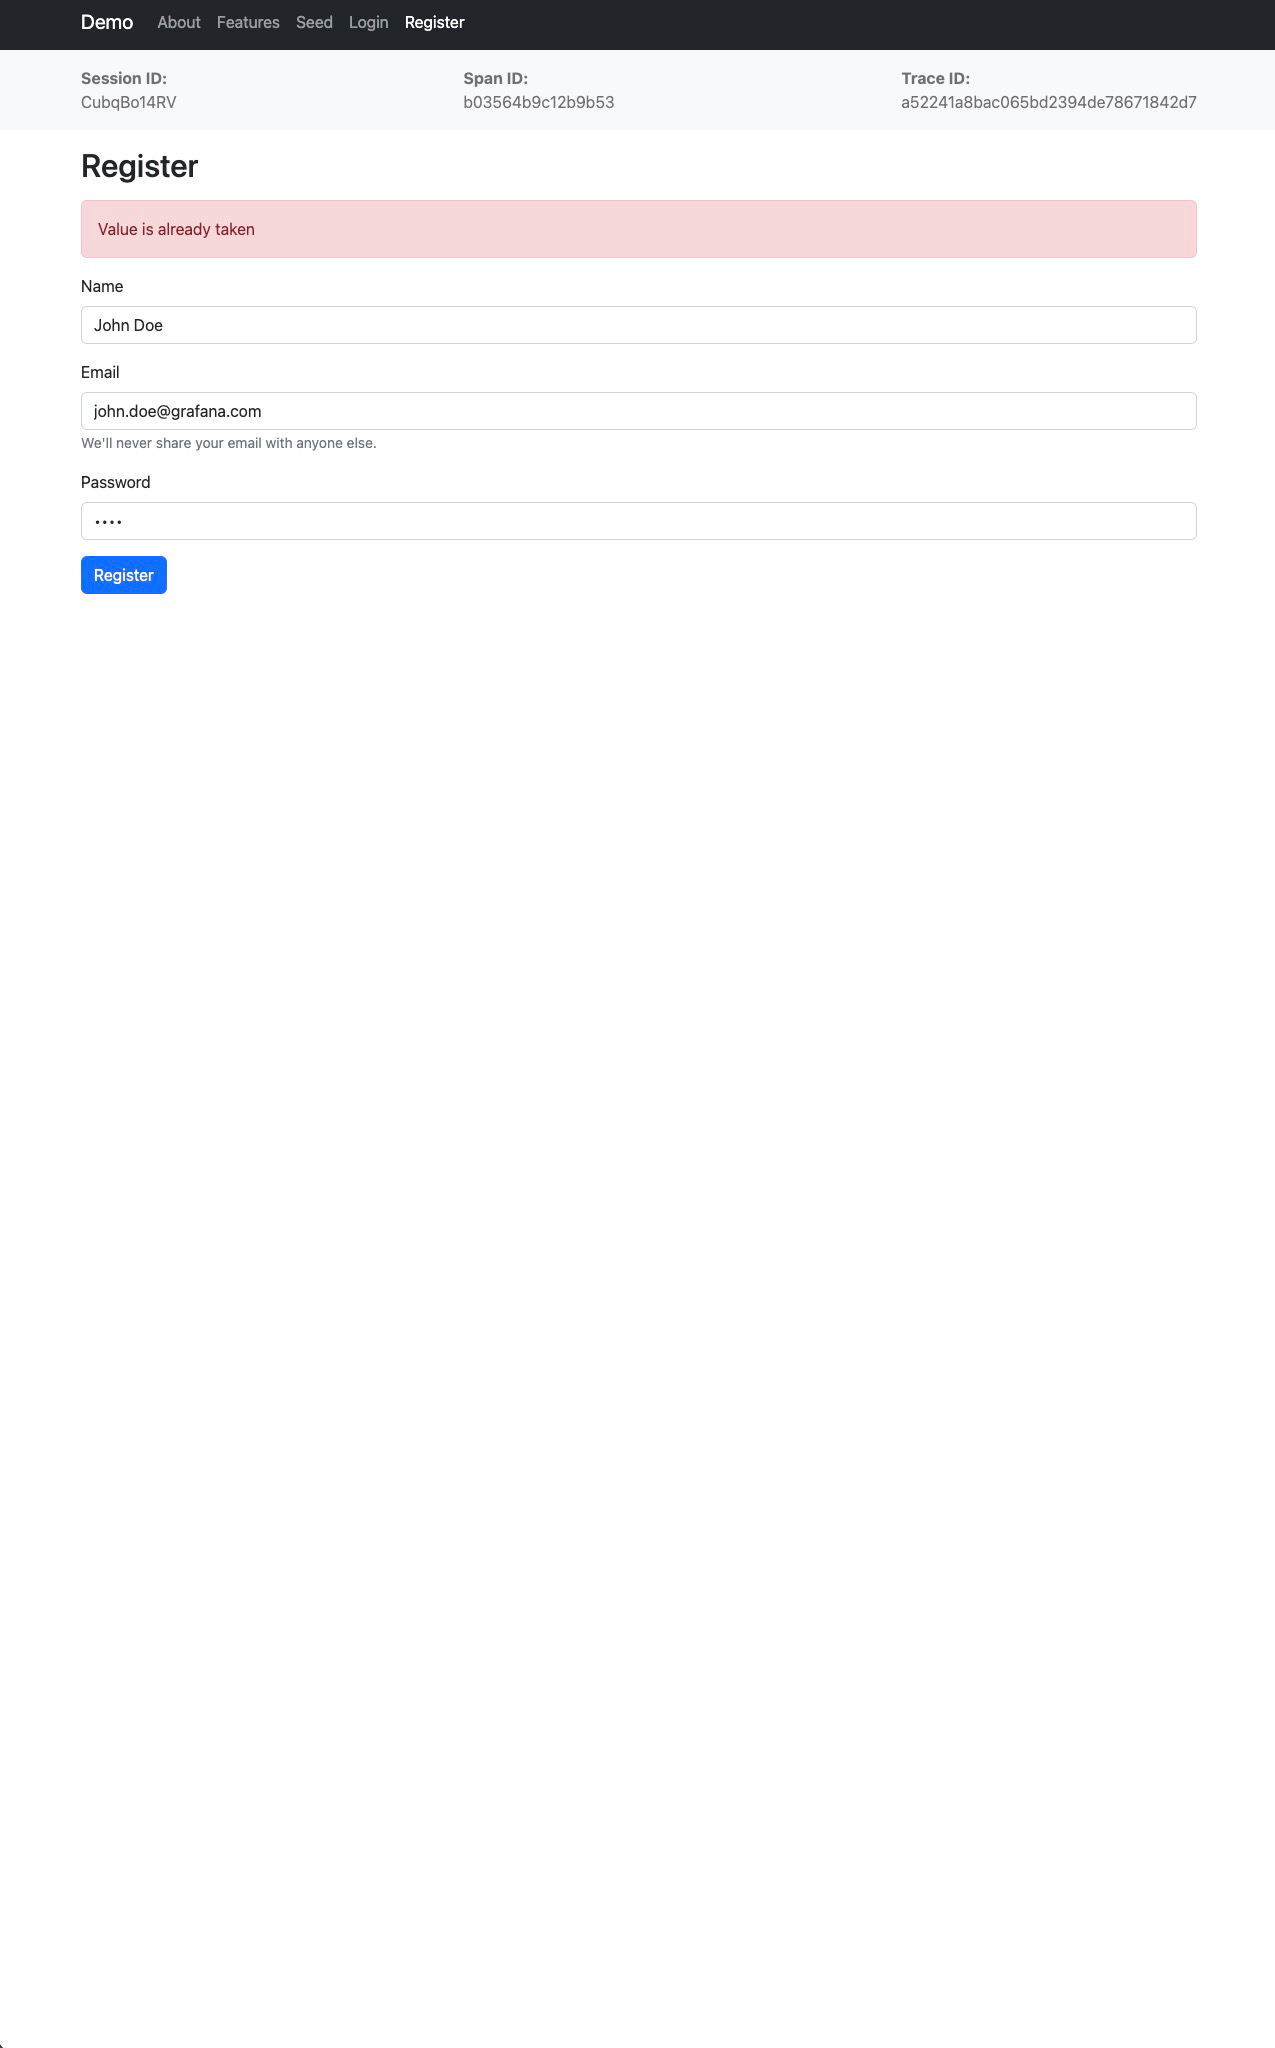 Demo About Features Seed Login Register
Session ID: Span ID: Trace ID:
CubqBo14RV b03564b9c12b9b53 a52241a8bac065bd2394de78671842d7
Register
Value is already taken
Name
John Doe
Email
john.doe@grafana.com
We'll never share your email with anyone else.
Password
••••
Register